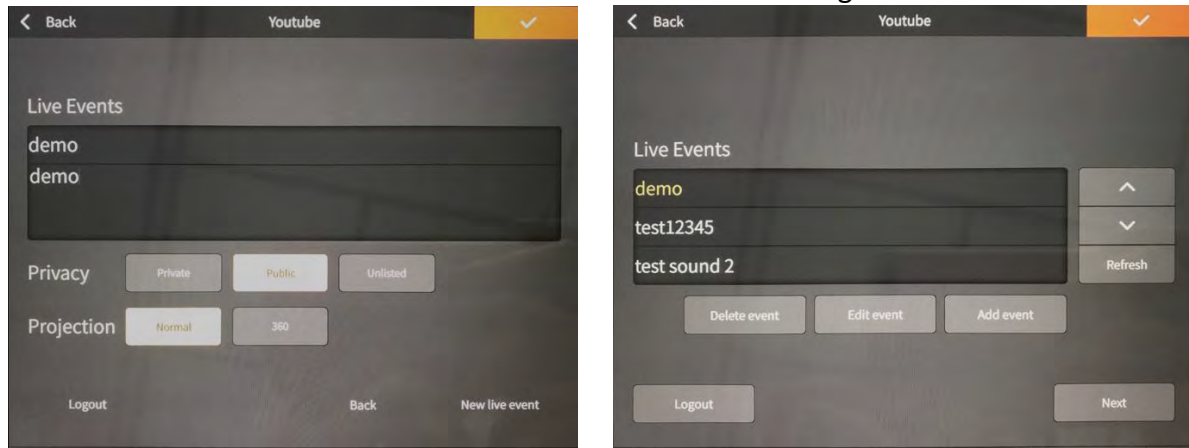 Back Youtube
Live Events
demo
demo
Privacy Private Public Unlisted
Projection Normal 360
Logout Back New live event
Back Youtube
Live Events
demo
test12345
test sound 2
Refresh
Delete event Edit event Add event
Logout Next